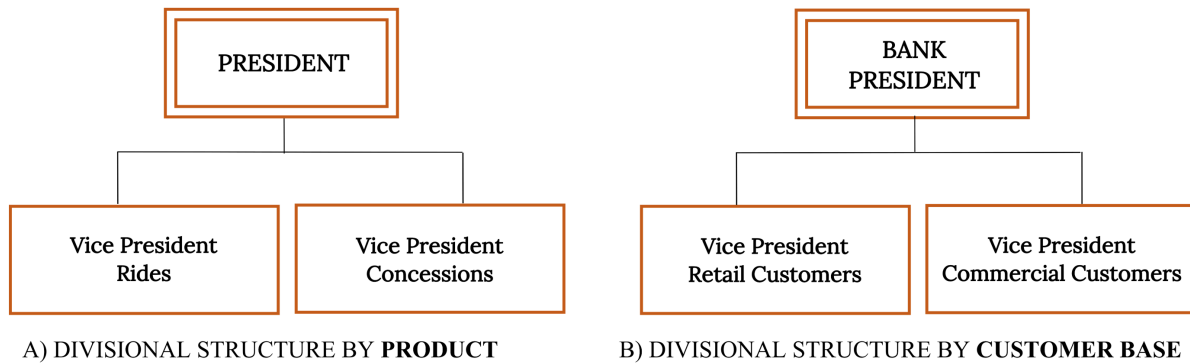 PRESIDENT
Vice President
Rides
Vice President
Concessions
A) DIVISIONAL STRUCTURE BY PRODUCT
BANK
PRESIDENT
Vice President
Retail Customers
Vice President
Commercial Customers
B) DIVISIONAL STRUCTURE BY CUSTOMER BASE